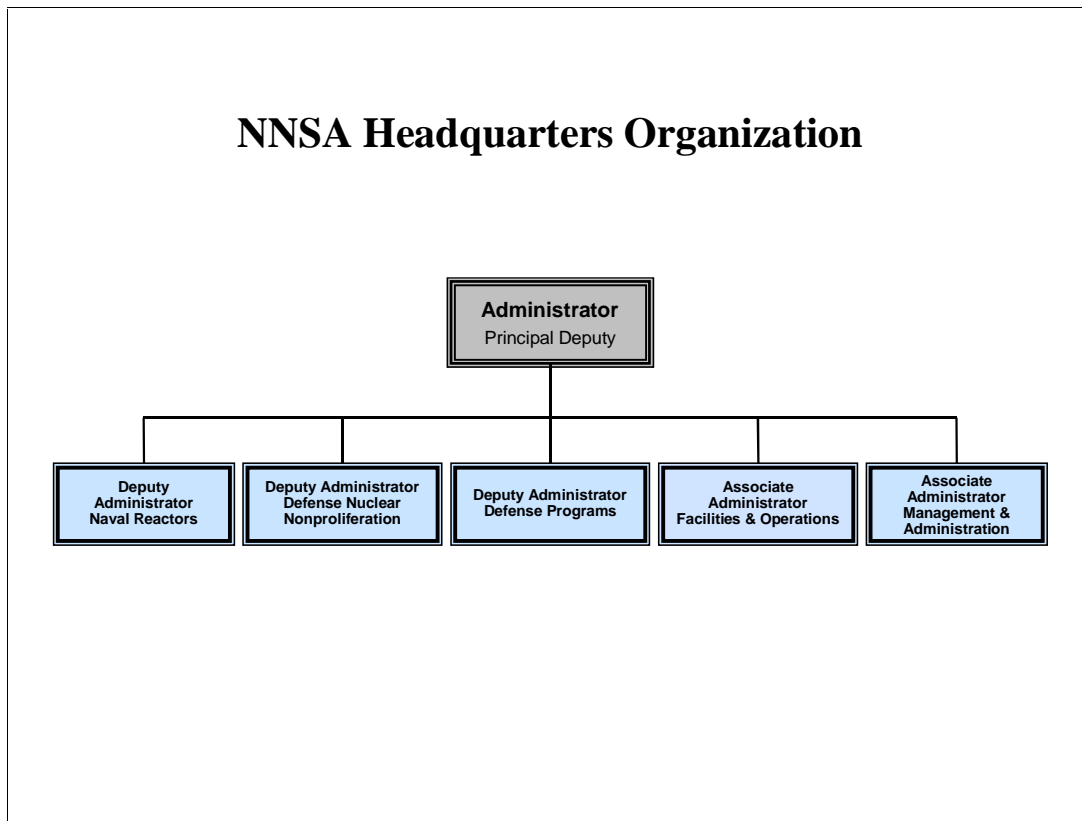 NNSA Headquarters Organization
Administrator
Principal Deputy
Deputy
Administrator
Naval Reactors
Deputy Administrator
Defense Nuclear
Nonproliferation
Deputy Administrator
Defense Programs
Associate
Administrator
Facilities & Operations
Associate
Administrator
Management &
Administration